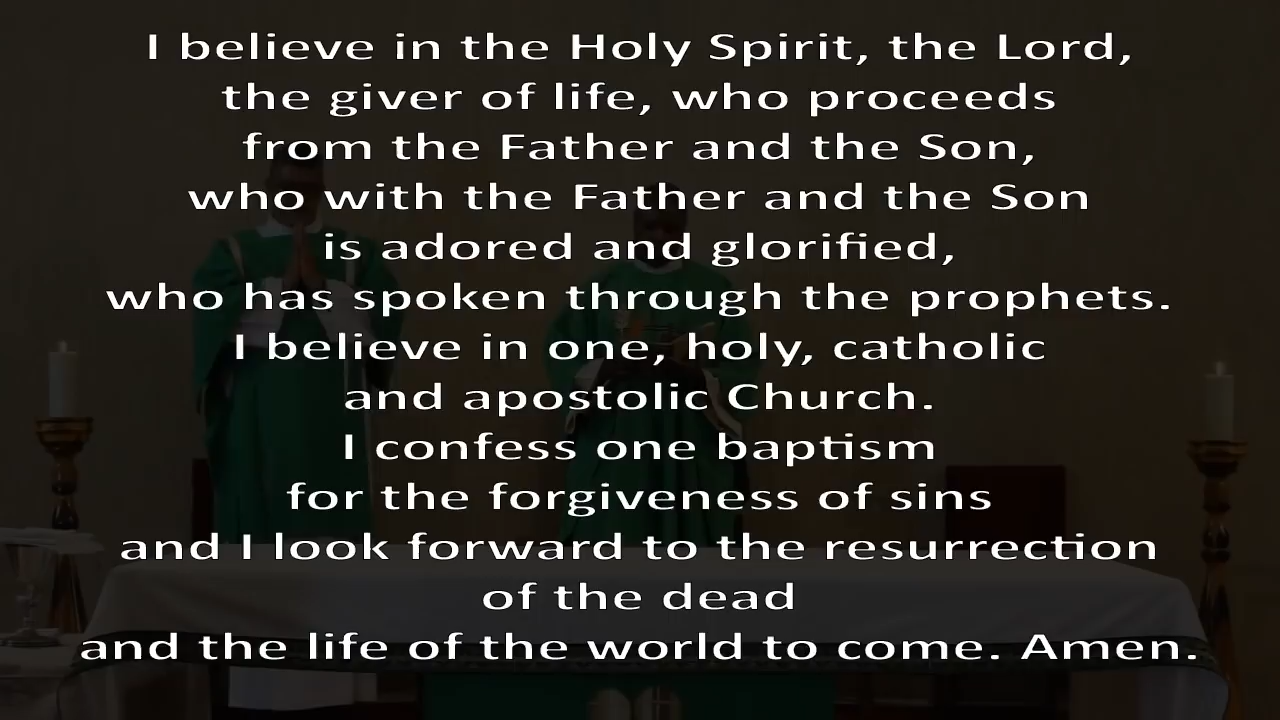 I believe in the Holy Spirit, the Lord,
the giver of life, who proceeds
from the Father and the Son,
who with the Father and the Son
is adored and glorified,
who has spoken through the prophets.
I believe in one, holy, catholic
and apostolic Church.
I confess one baptism
for the forgiveness of sins
and I look forward to the resurrection
of the dead
and the life of the world to come. Amen.